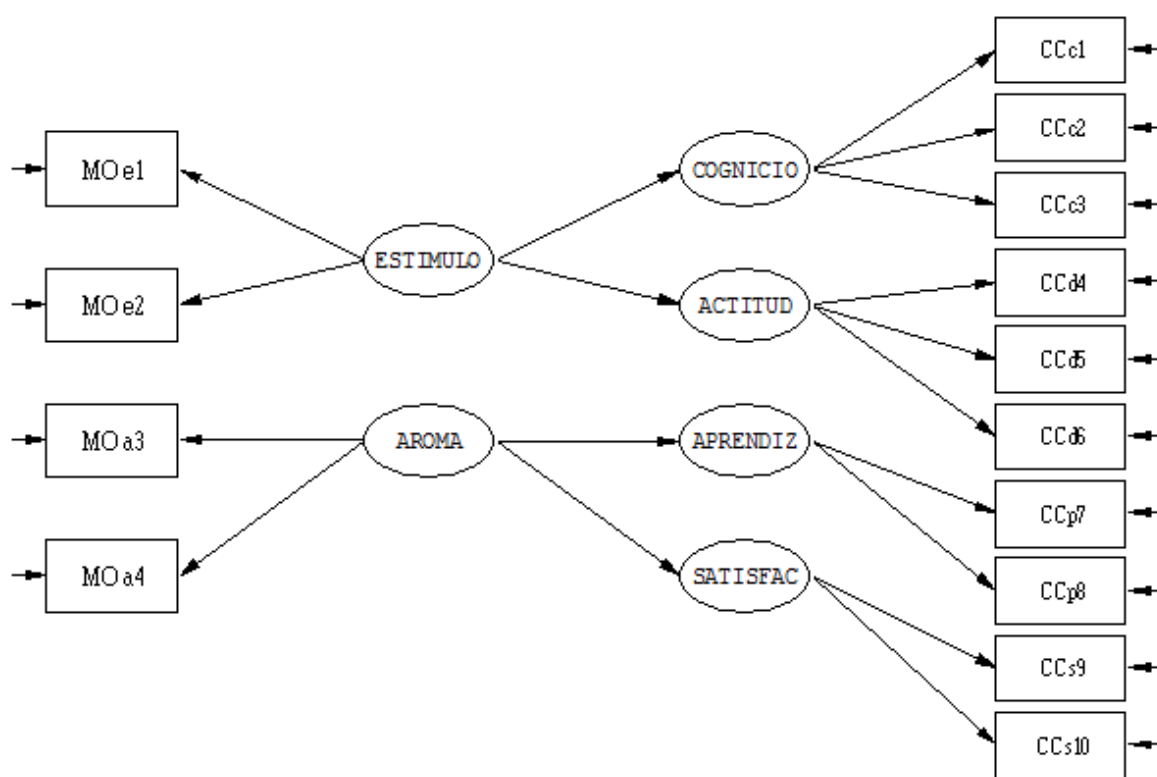 MOe1
MOe2
MOa3
MOa4
ESTIMULO
AROMA
COGNICIO
ACTITUD
APRENDIZ
SATISFAC
CCc1
CCc2
CCc3
CCd4
CCd5
CCd6
CCp7
CCp8
CCs9
CCs10